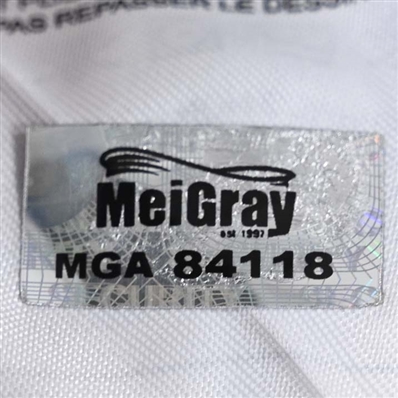 PAS REPASSER LE DESSIN
MeiGray
est. 1997
MGA 84118